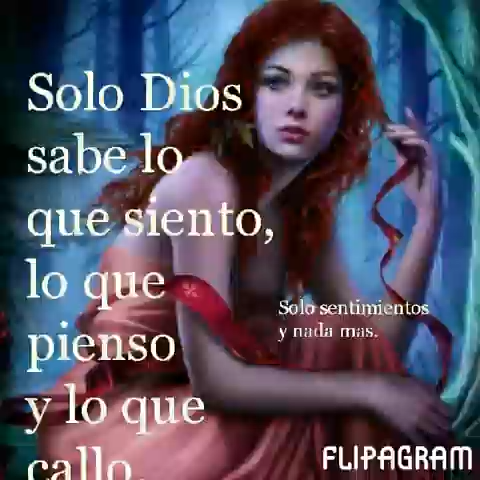 Solo Dios
sabe lo
que siento,
lo que
pienso
y lo que
callo.
Solo sentimientos
y nada mas.
FLIPAGRAM